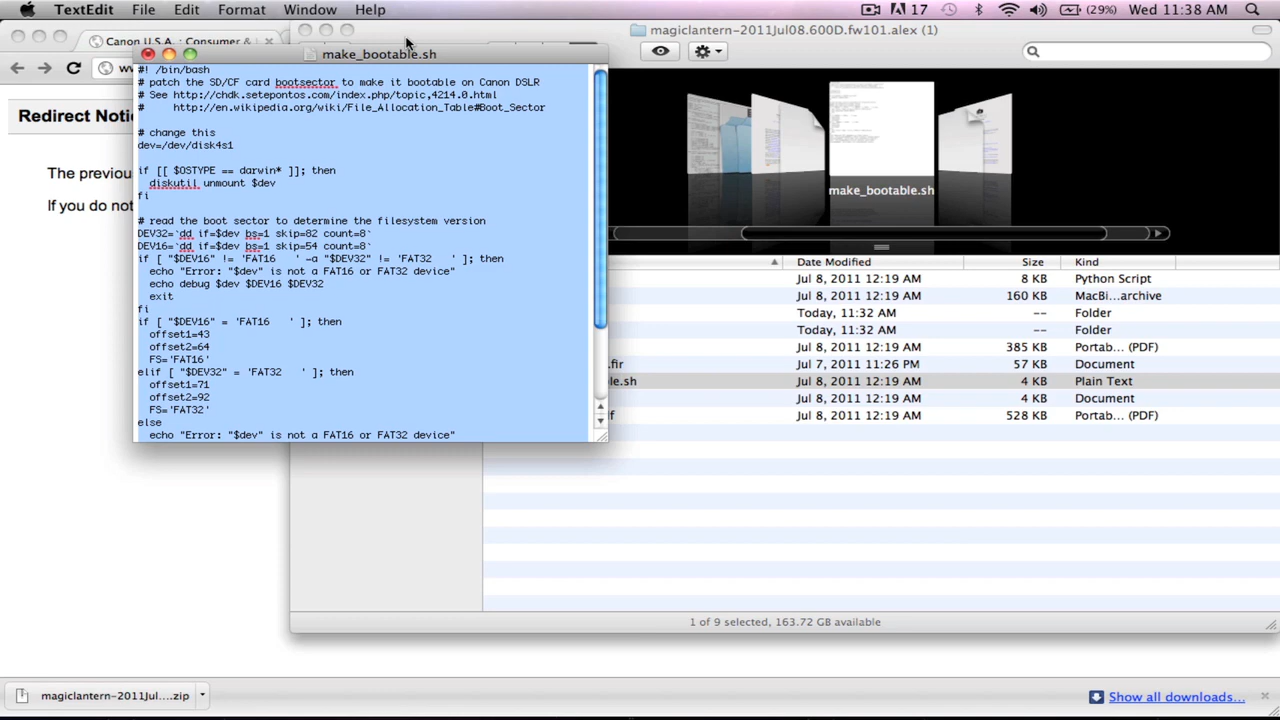 TextEdit File Edit Format Window Help
17 (29%) Wed 11:38 AM
Canon U.S.A. : Consumer &
ww
Redirect Noti
The previou
If you do not
make_bootable.sh
#! /bin/bash
# patch the SD/CF card bootsector to make it bootable on Canon DSLR
# See http://chdk.setepontos.com/index.php/topic,4214.0.html
#     http://en.wikipedia.org/wiki/File_Allocation_Table#Boot_Sector
# change this
dev=/dev/disk4s1
if [[ $OSTYPE == darwin* ]]; then
  diskutil unmount $dev
fi
# read the boot sector to determine the filesystem version
DEV32=`dd if=$dev bs=1 skip=82 count=8`
DEV16=`dd if=$dev bs=1 skip=54 count=8`
if [ "$DEV16" != 'FAT16   ' -a "$DEV32" != 'FAT32   ' ]; then
  echo "Error: "$dev" is not a FAT16 or FAT32 device"
  echo debug $dev $DEV16 $DEV32
  exit
fi
if [ "$DEV16" = 'FAT16   ' ]; then
  offset1=43
  offset2=64
  FS='FAT16'
elif [ "$DEV32" = 'FAT32   ' ]; then
  offset1=71
  offset2=92
  FS='FAT32'
else
  echo "Error: "$dev" is not a FAT16 or FAT32 device"
magiclantern-2011Jul08.600D.fw101.alex (1)
make_bootable.sh
Date Modified Size Kind
Jul 8, 2011 12:19 AM 8 KB Python Script
Jul 8, 2011 12:19 AM 160 KB MacBi...archive
Today, 11:32 AM -- Folder
Today, 11:32 AM -- Folder
Jul 8, 2011 12:19 AM 385 KB Portab... (PDF)
.fir Jul 7, 2011 11:26 PM 57 KB Document
le.sh Jul 8, 2011 12:19 AM 4 KB Plain Text
Jul 8, 2011 12:19 AM 4 KB Document
f Jul 8, 2011 12:19 AM 528 KB Portab... (PDF)
1 of 9 selected, 163.72 GB available
magiclantern-2011Jul....zip
Show all downloads...